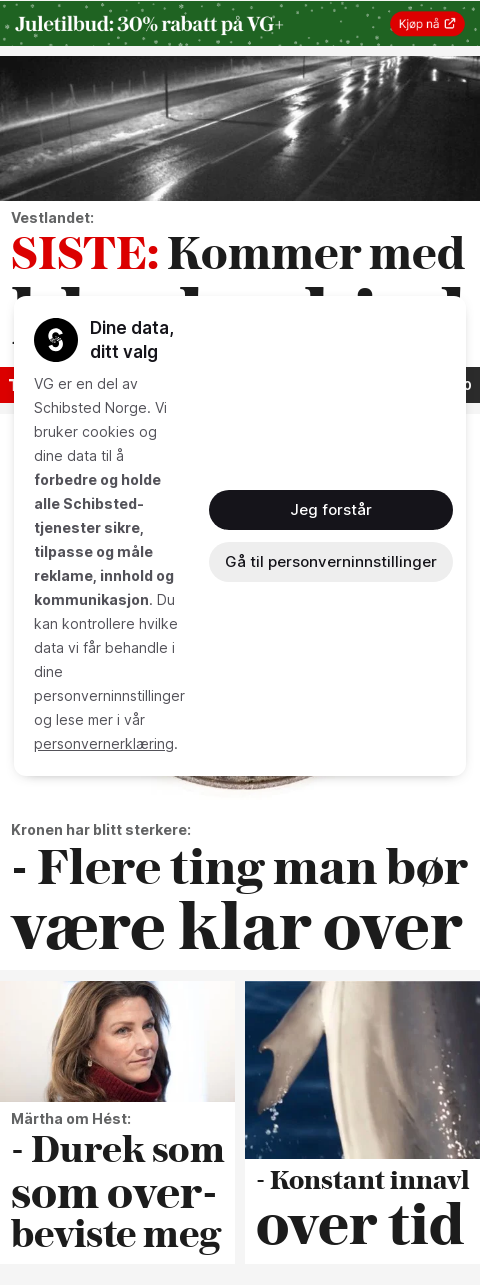 Juletilbud: 30% rabatt på VG+
Kjøp nå
Vestlandet:
SISTE: Kommer med
Dine data,
ditt valg
VG er en del av
Schibsted Norge. Vi
bruker cookies og
dine data til å
forbedre og holde
alle Schibsted-
tjenester sikre,
tilpasse og måle
reklame, innhold og
kommunikasjon. Du
kan kontrollere hvilke
data vi får behandle i
dine
personverninnstillinger
og lese mer i vår
personvernerklæring.
Jeg forstår
Gå til personverninnstillinger
Kronen har blitt sterkere:
- Flere ting man bør
være klar over
Märtha om Hést:
- Durek som
som over-
beviste meg
- Konstant innavl
over tid